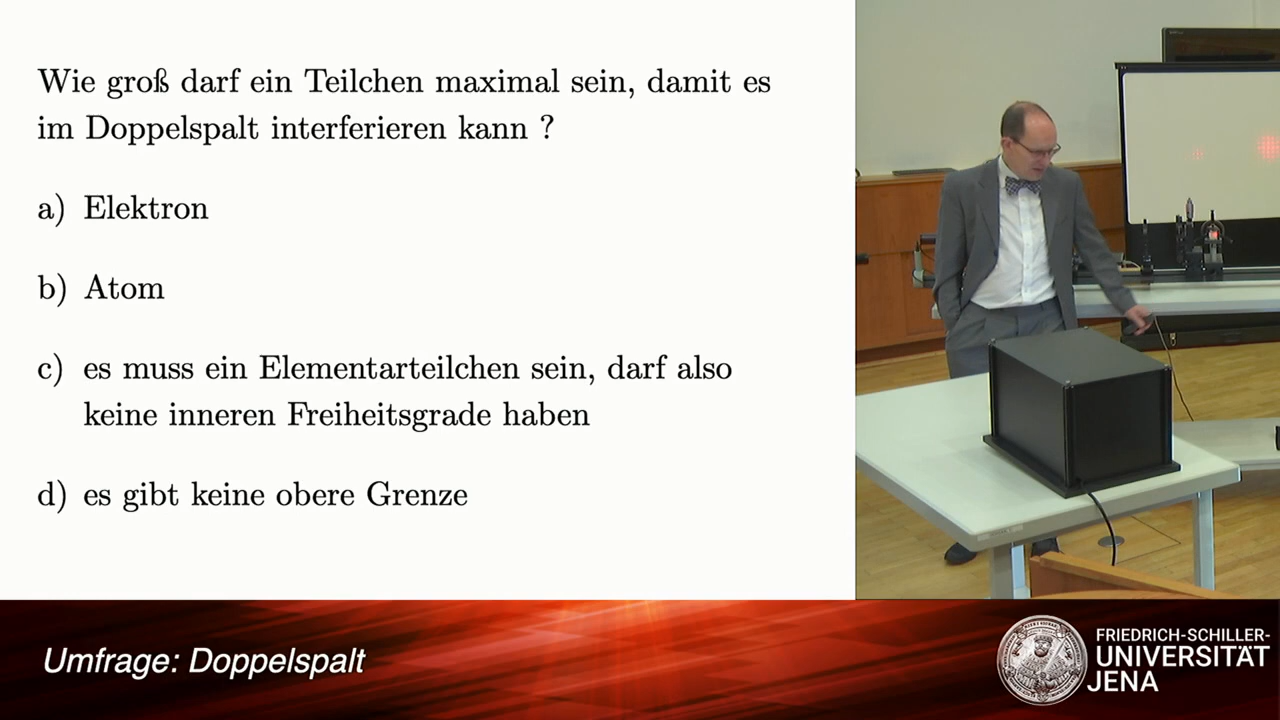 Wie groß darf ein Teilchen maximal sein, damit es
im Doppelspalt interferieren kann ?
a) Elektron
b) Atom
c) es muss ein Elementarteilchen sein, darf also
keine inneren Freiheitsgrade haben
d) es gibt keine obere Grenze
Umfrage: Doppelspalt
FRIEDRICH-SCHILLER-
UNIVERSITÄT
JENA